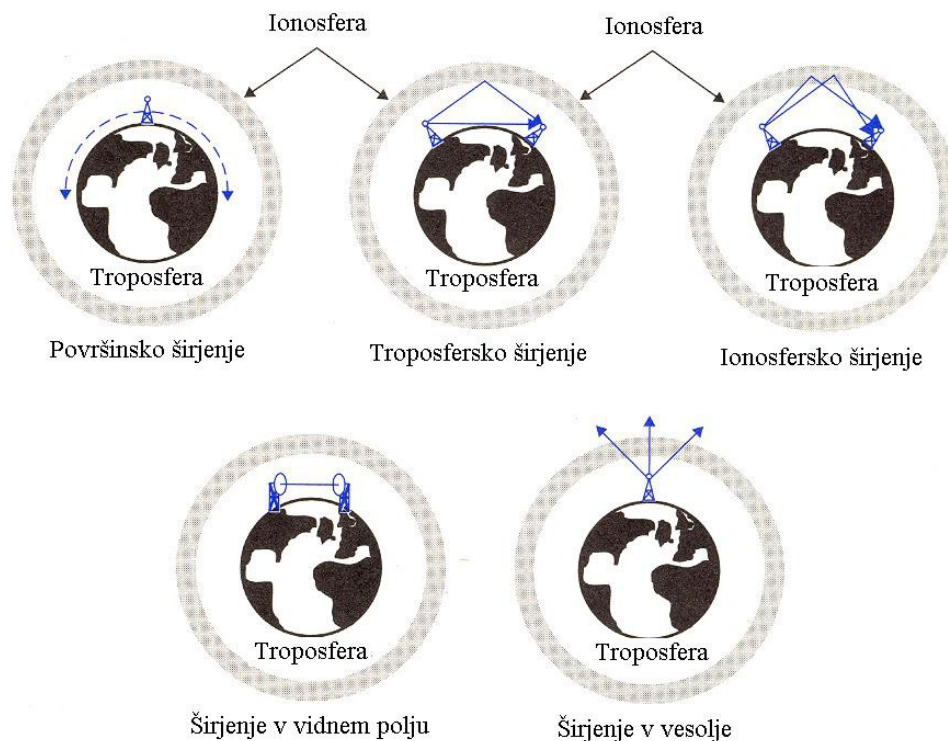 Ionosfera
Ionosfera
Troposfera
Troposfera
Troposfera
Površinsko širjenje
Troposfersko širjenje
Ionosfersko širjenje
Troposfera
Troposfera
Širjenje v vidnem polju
Širjenje v vesolje